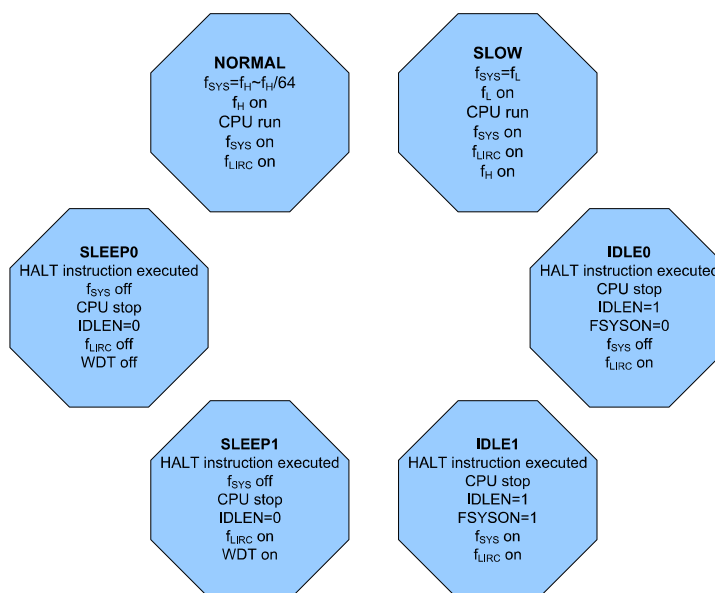 NORMAL
fSYS=fH~fH/64
fH on
CPU run
fSYS on
fLIRC on
SLOW
fSYS=fL
fL on
CPU run
fSYS on
fLIRC on
fH on
SLEEP0
HALT instruction executed
fSYS off
CPU stop
IDLEN=0
fLIRC off
WDT off
IDLE0
HALT instruction executed
CPU stop
IDLEN=1
FSYSON=0
fSYS off
fLIRC on
SLEEP1
HALT instruction executed
fSYS off
CPU stop
IDLEN=0
fLIRC on
WDT on
IDLE1
HALT instruction executed
CPU stop
IDLEN=1
FSYSON=1
fSYS on
fLIRC on